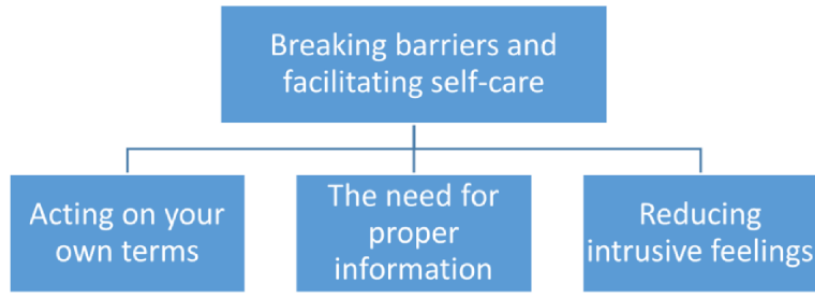 Breaking barriers and
facilitating self-care
Acting on your
own terms
The need for
proper
information
Reducing
intrusive feelings